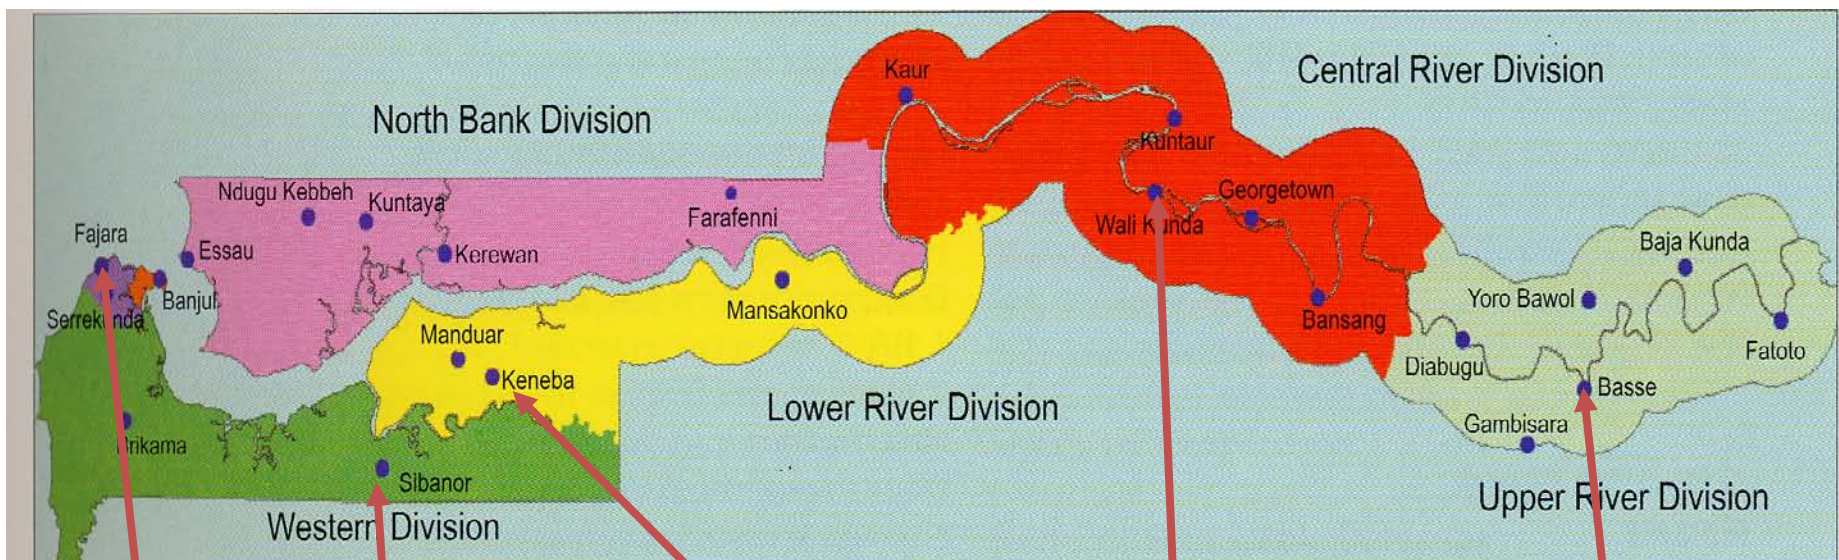 Central River Division
Kaur
North Bank Division
Kuntaur
Ndugu Kebbeh
Kuntaya
Georgetown
Farafenni
Wali Kunda
Fajara
Essau
Kerewan
Baja Kunda
Banjul
Yoro Bawol
Serrekunda
Mansakonko
Bansang
Manduar
Fatoto
Diabugu
Keneba
Basse
Lower River Division
Gambisara
Brikama
Sibanor
Upper River Division
Western Division